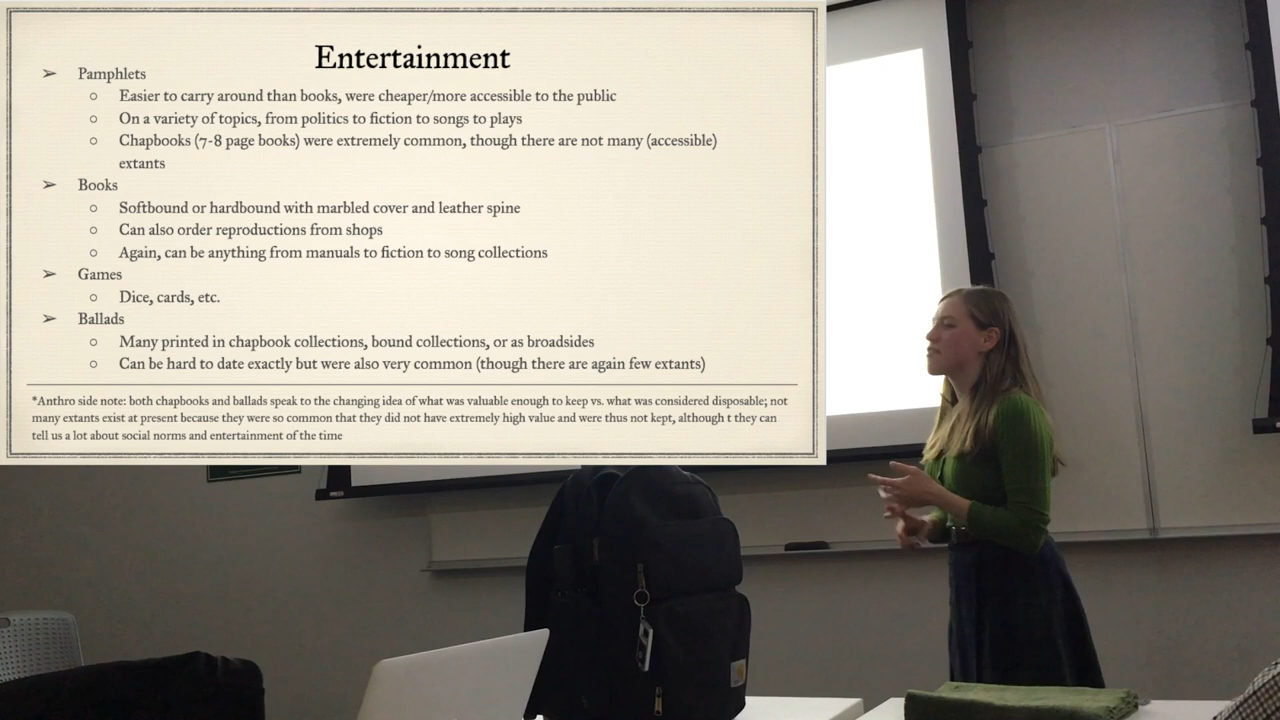 Entertainment
➢ Pamphlets
○ Easier to carry around than books, were cheaper/more accessible to the public
○ On a variety of topics, from politics to fiction to songs to plays
○ Chapbooks (7-8 page books) were extremely common, though there are not many (accessible)
extants
➢ Books
○ Softbound or hardbound with marbled cover and leather spine
○ Can also order reproductions from shops
○ Again, can be anything from manuals to fiction to song collections
➢ Games
○ Dice, cards, etc.
➢ Ballads
○ Many printed in chapbook collections, bound collections, or as broadsides
○ Can be hard to date exactly but were also very common (though there are again few extants)
*Anthro side note: both chapbooks and ballads speak to the changing idea of what was valuable enough to keep vs. what was considered disposable; not
many extants exist at present because they were so common that they did not have extremely high value and were thus not kept, although t they can
tell us a lot about social norms and entertainment of the time